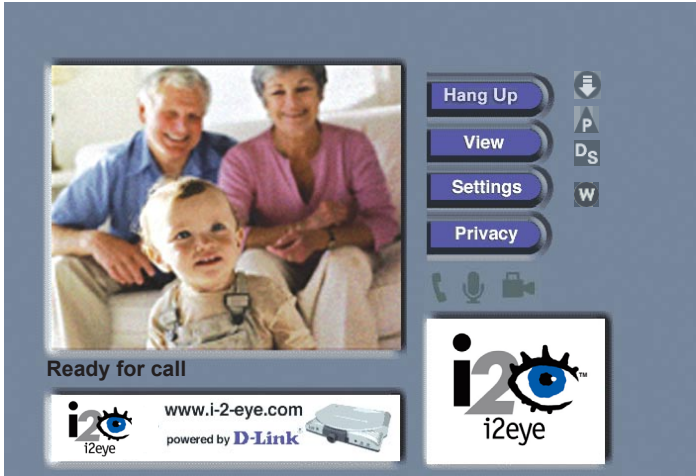 Hang Up
View
Settings
Privacy
P
DS
W
Ready for call
i2
i2eye
www.i-2-eye.com
powered by D-Link
i2 ™
i2eye